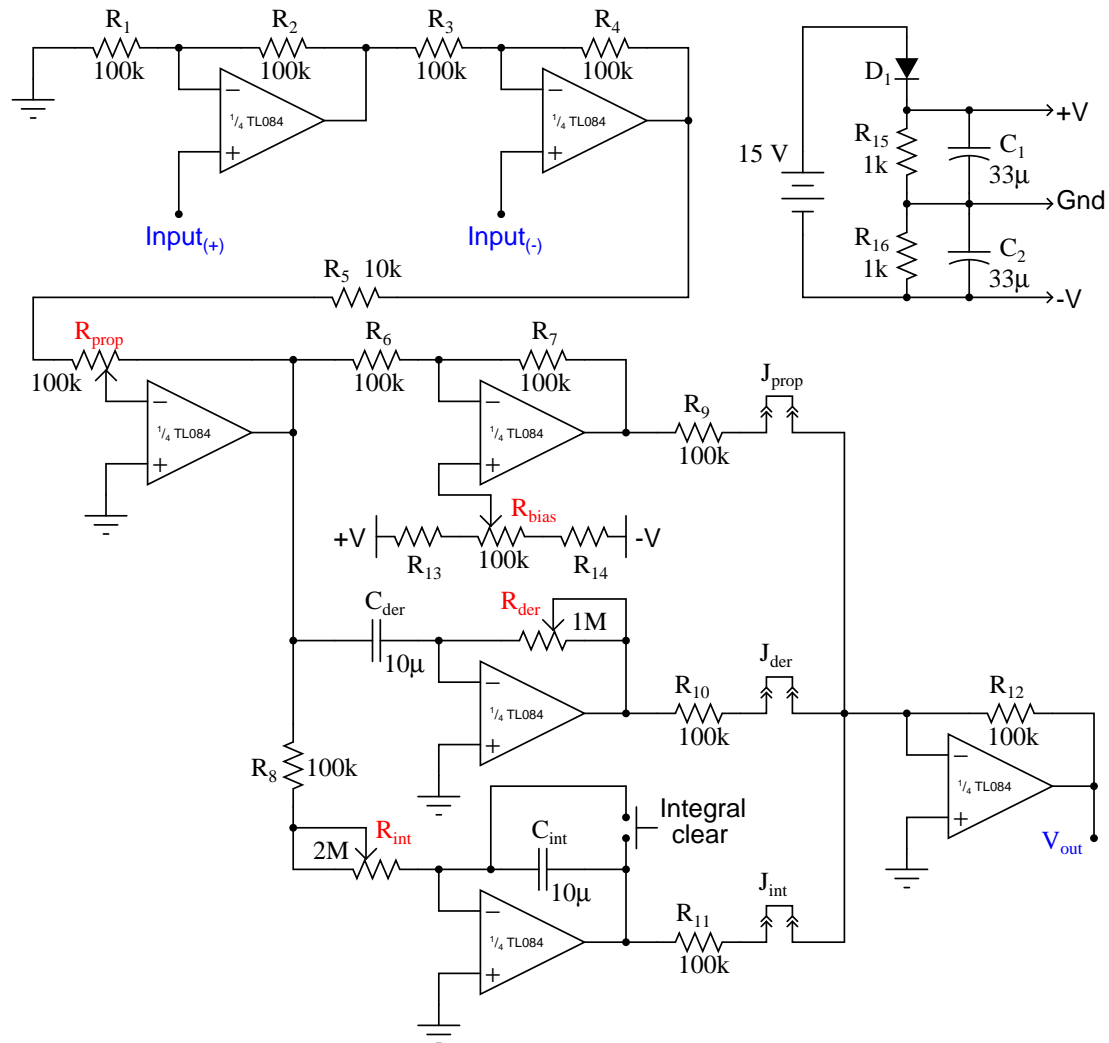 R1
100k
R2
100k
R3
100k
R4
100k
1/4 TL084
1/4 TL084
Input(+)
Input(-)
15 V
D1
+V
R15
1k
C1
33μ
Gnd
R16
1k
C2
33μ
-V
R5 10k
Rprop
100k
1/4 TL084
R6
100k
R7
100k
1/4 TL084
R9
100k
Jprop
Rbias
+V
100k
-V
R13
R14
Cder
10μ
Rder
1M
1/4 TL084
R10
100k
Jder
R12
100k
1/4 TL084
Vout
R8 100k
Rint
2M
Cint
10μ
Integral
clear
1/4 TL084
R11
100k
Jint